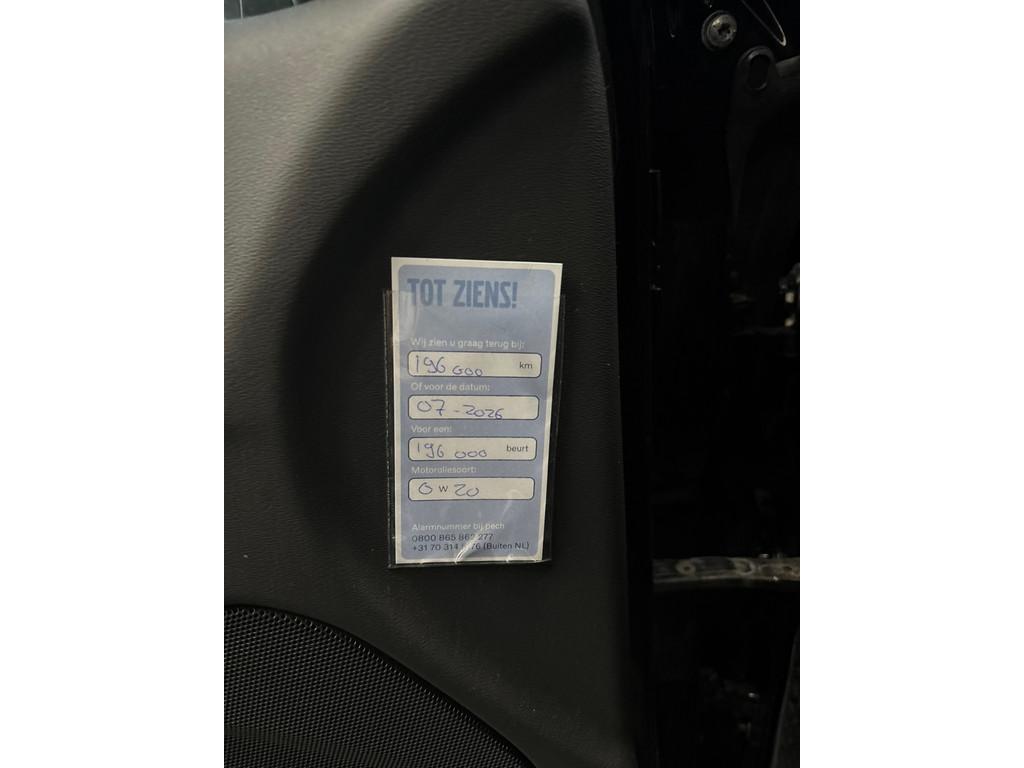 TOT ZIENS!
Wij zien u graag terug bij:
196 000 km
Of voor de datum:
07-2026
Voor een:
196 000 beurt
Motoroliesoort:
0 W 20
Alarmnummer bij pech
0800 865 862 277
+31 70 314 76 (Buiten NL)